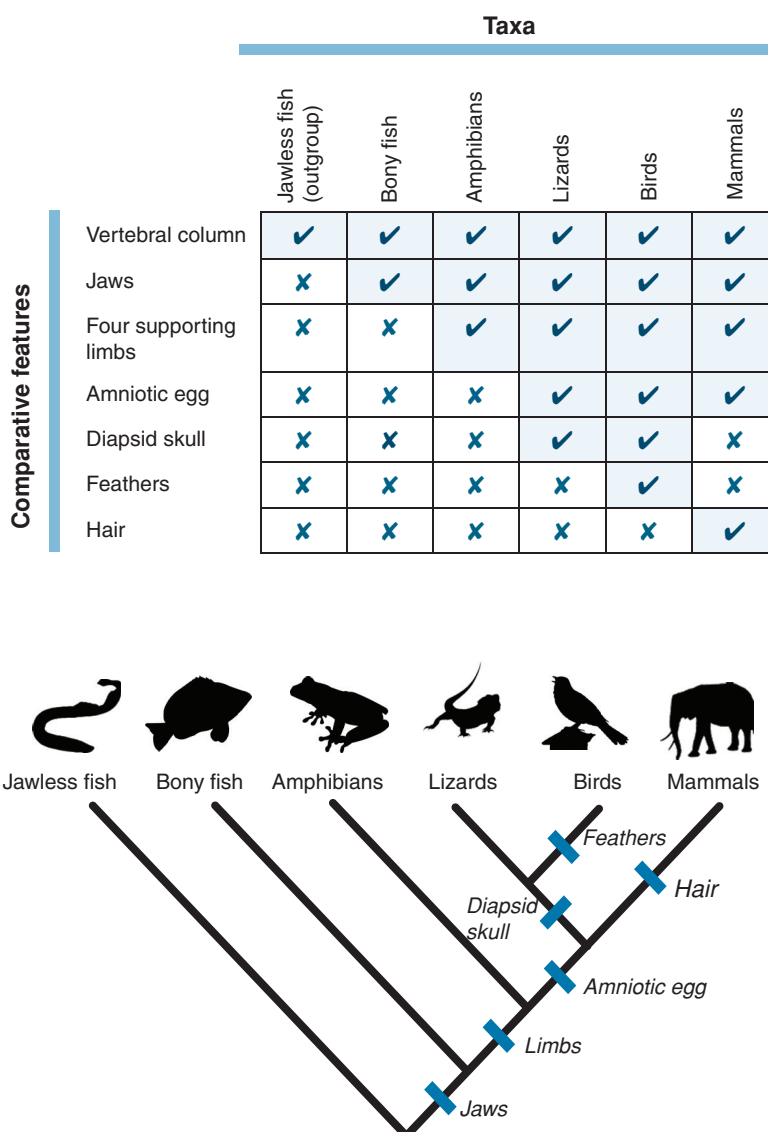 Taxa
Jawless fish
(outgroup)
Bony fish
Amphibians
Lizards
Birds
Mammals
Comparative features
Vertebral column ✔ ✔ ✔ ✔ ✔ ✔
Jaws ✘ ✔ ✔ ✔ ✔ ✔
Four supporting
limbs ✘ ✘ ✔ ✔ ✔ ✔
Amniotic egg ✘ ✘ ✘ ✔ ✔ ✔
Diapsid skull ✘ ✘ ✘ ✔ ✔ ✘
Feathers ✘ ✘ ✘ ✘ ✔ ✘
Hair ✘ ✘ ✘ ✘ ✘ ✔
Jawless fish
Bony fish
Amphibians
Lizards
Birds
Mammals
Feathers
Hair
Diapsid
skull
Amniotic egg
Limbs
Jaws